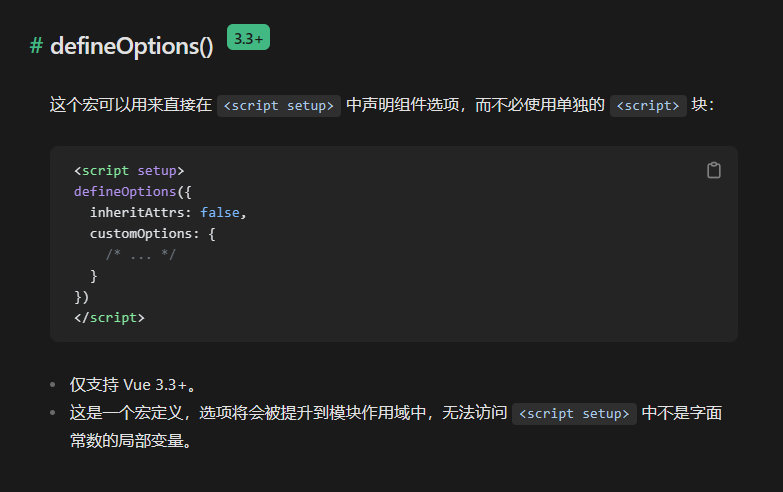 # defineOptions() 3.3+
这个宏可以用来直接在 <script setup> 中声明组件选项，而不必使用单独的 <script> 块：
<script setup>
defineOptions({
  inheritAttrs: false,
  customOptions: {
    /* ... */
  }
})
</script>
• 仅支持 Vue 3.3+。
• 这是一个宏定义，选项将会被提升到模块作用域中，无法访问 <script setup> 中不是字面
常数的局部变量。